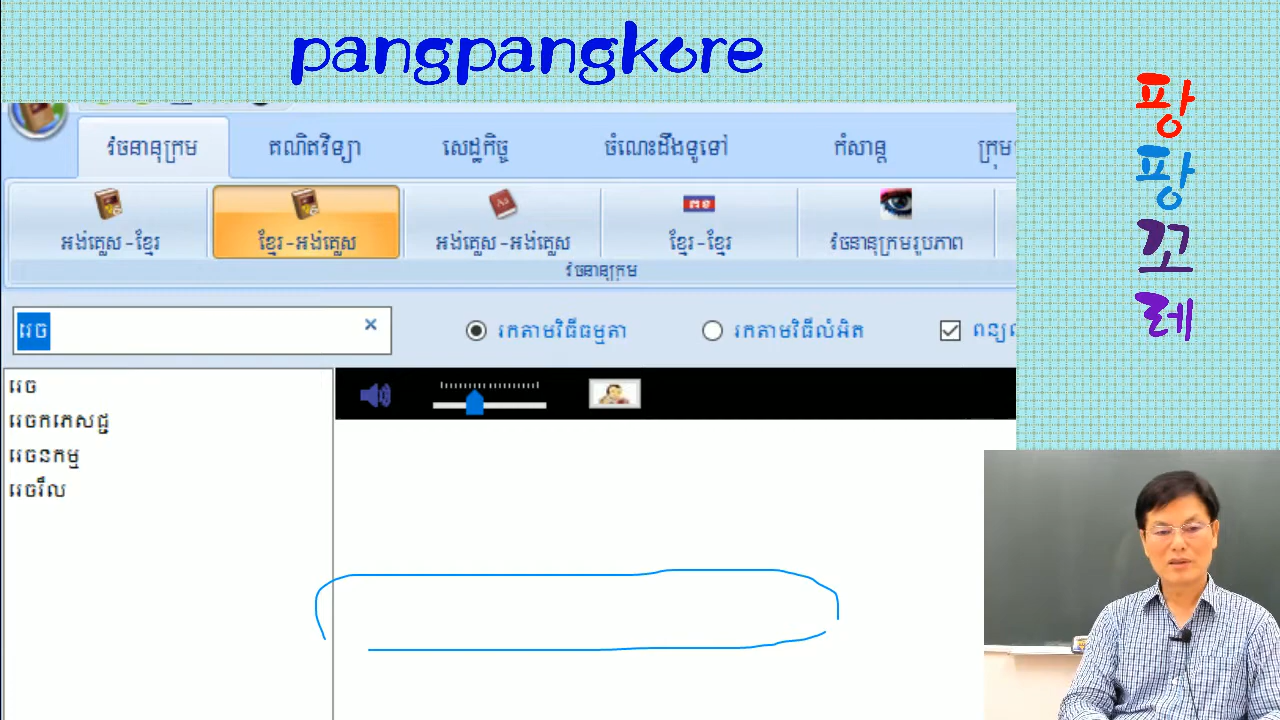 pangpangkore
팡
팡
꼬
레
វចនានុក្រម គណិតវិទ្យា សេដ្ឋកិច្ច ចំណេះដឹងទូទៅ កំសាន្ត ក្រុម
អង់គ្លេស-ខ្មែរ ខ្មែរ-អង់គ្លេស អង់គ្លេស-អង់គ្លេស ខ្មែរ-ខ្មែរ វចនានុក្រមរូបភាព
វចនានុក្រម
រេច រកតាមវិធីធម្មតា រកតាមវិធីលំអិត
រេច
រេចកភេសជ្ជ
រេចនកម្ម
រេចរឹល